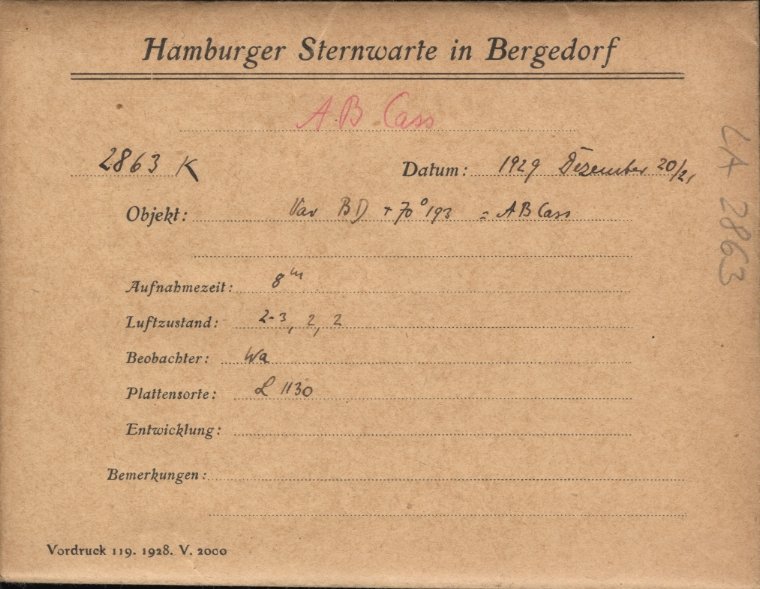 Hamburger Sternwarte in Bergedorf
AB Cass
2863 K
Datum: 1929 Dezember 20/21
Objekt: Var BD + 70° 193 = AB Cass
Aufnahmezeit: 8m
Luftzustand: 2-3, 2, 2
Beobachter: Wa
Plattensorte: L 1130
Entwicklung:
Bemerkungen:
Vordruck 119. 1928. V. 2000
LA 2863